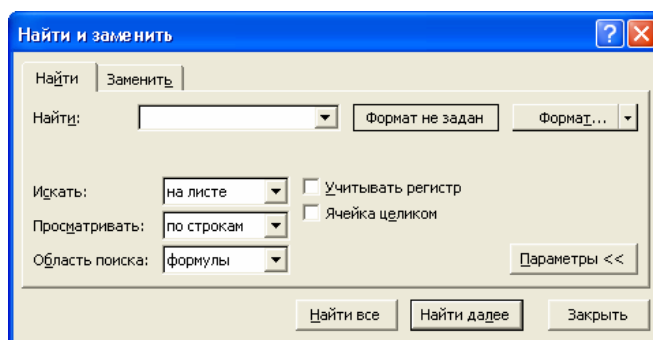 Найти и заменить
Найти Заменить
Найти: Формат не задан Формат...
Искать: на листе Учитывать регистр
Просматривать: по строкам Ячейка целиком
Область поиска: формулы Параметры <<
Найти все Найти далее Закрыть